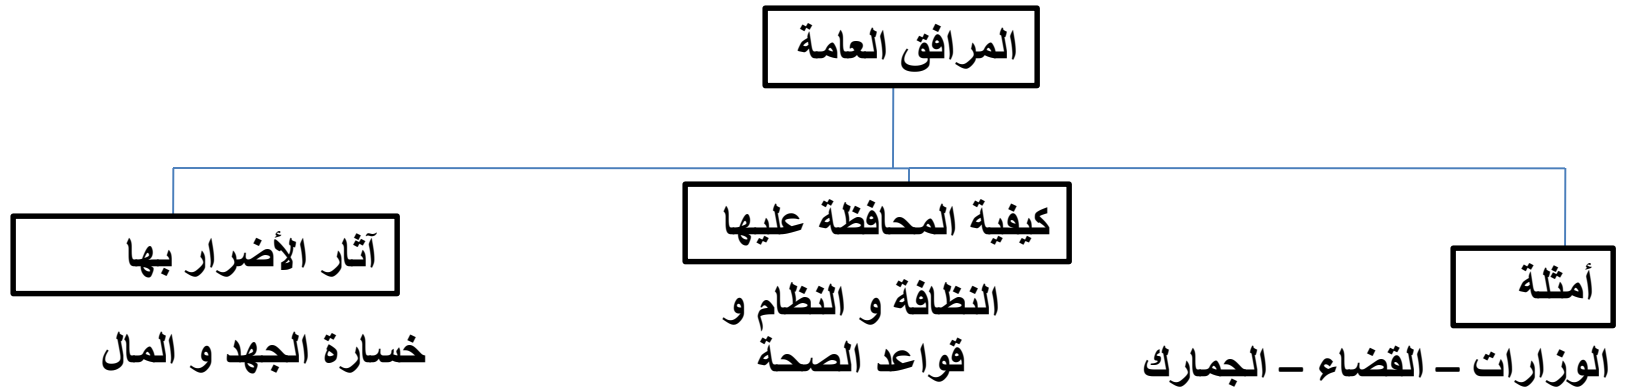 المرافق العامة
أمثلة
الوزارات – القضاء – الجمارك
كيفية المحافظة عليها
النظافة و النظام و
قواعد الصحة
آثار الأضرار بها
خسارة الجهد و المال